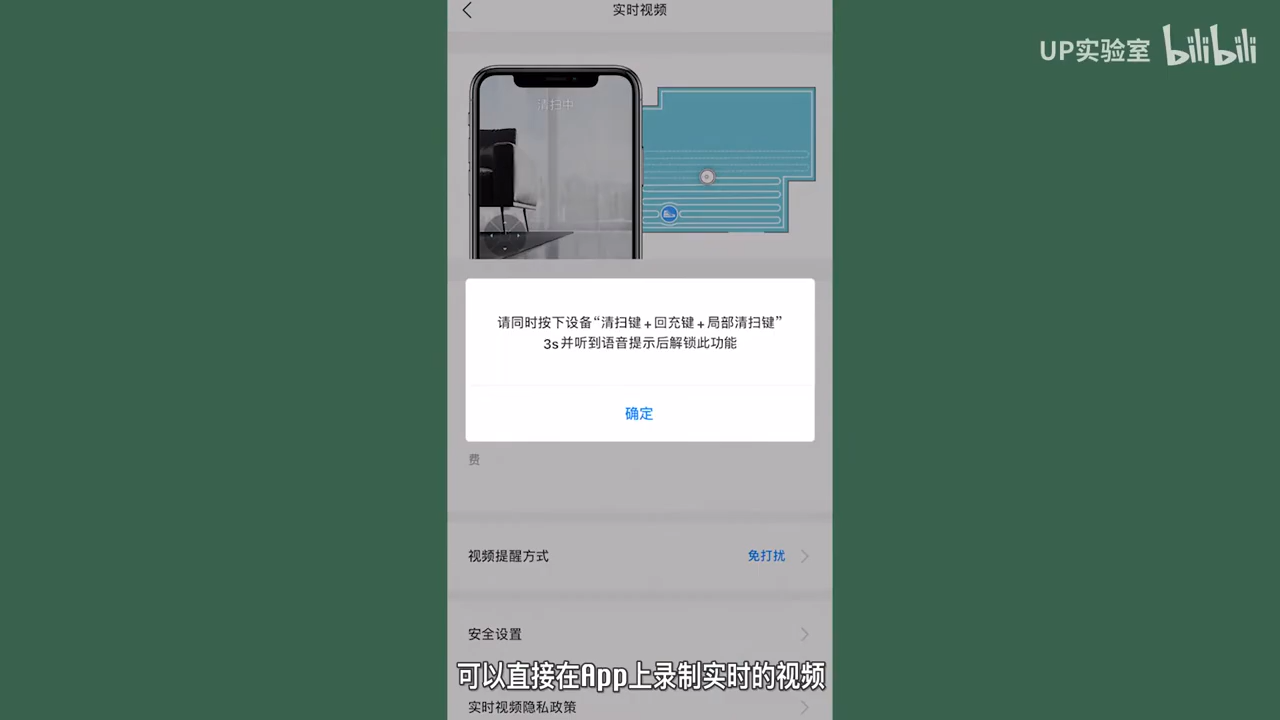 实时视频
UP实验室 bilibili
清扫中
请同时按下设备“清扫键+回充键+局部清扫键”
3s并听到语音提示后解锁此功能
确定
费
视频提醒方式 免打扰
安全设置
可以直接在App上录制实时的视频
实时视频隐私政策